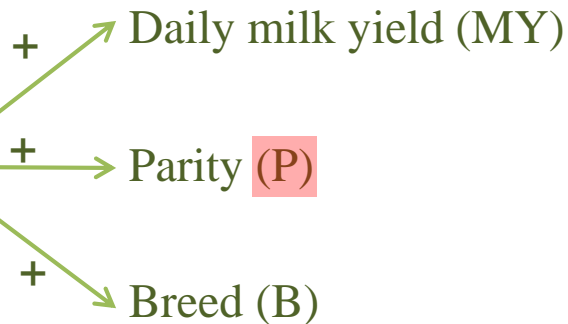 +
Daily milk yield (MY)
+
Parity (P)
+
Breed (B)